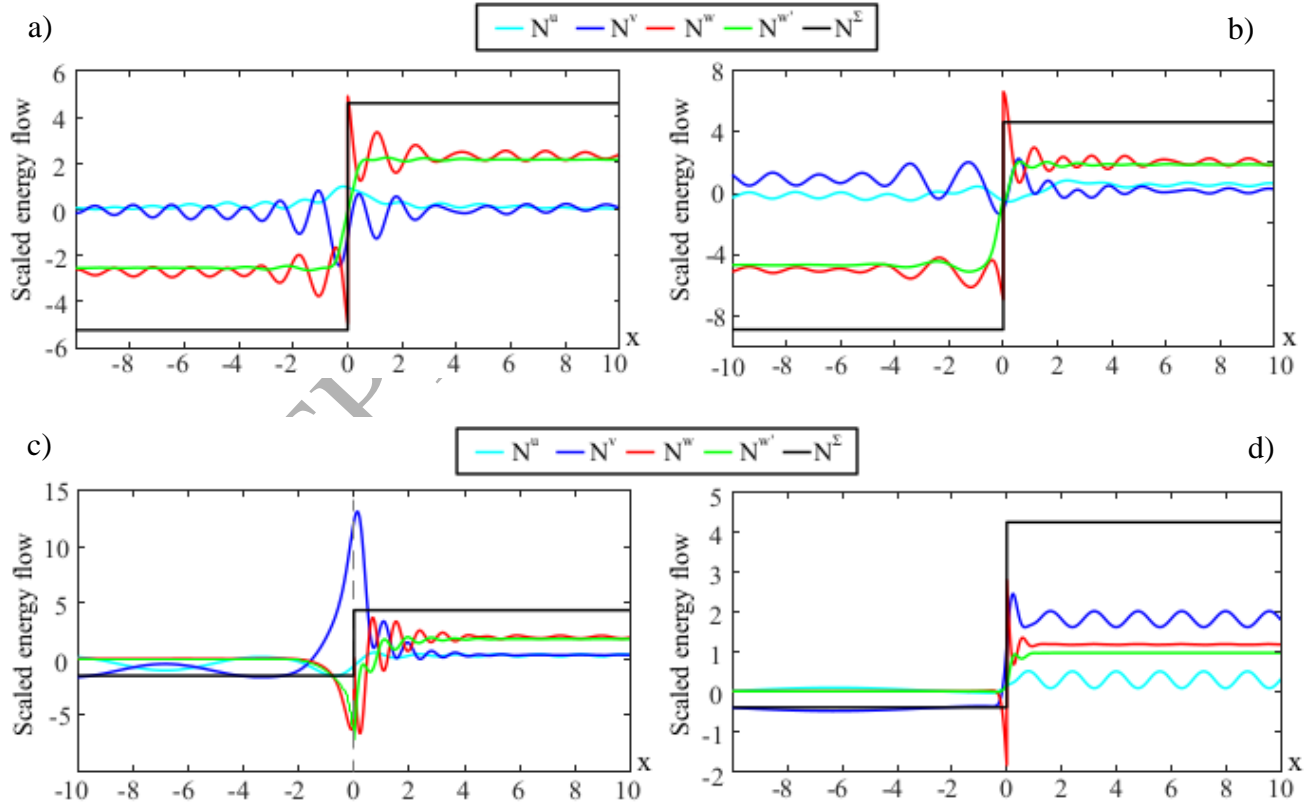 a)
N^u N^v N^w N^w' N^Σ
b)
Scaled energy flow
6
4
2
0
-2
-4
-6
-8 -6 -4 -2 0 2 4 6 8 10
x
Scaled energy flow
8
4
0
-4
-8
-10 -8 -6 -4 -2 0 2 4 6 8 10
x
c)
N^u N^v N^w N^w' N^Σ
d)
Scaled energy flow
15
10
5
0
-5
-10 -8 -6 -4 -2 0 2 4 6 8 10
x
Scaled energy flow
5
4
3
2
1
0
-1
-2
-8 -6 -4 -2 0 2 4 6 8 10
x